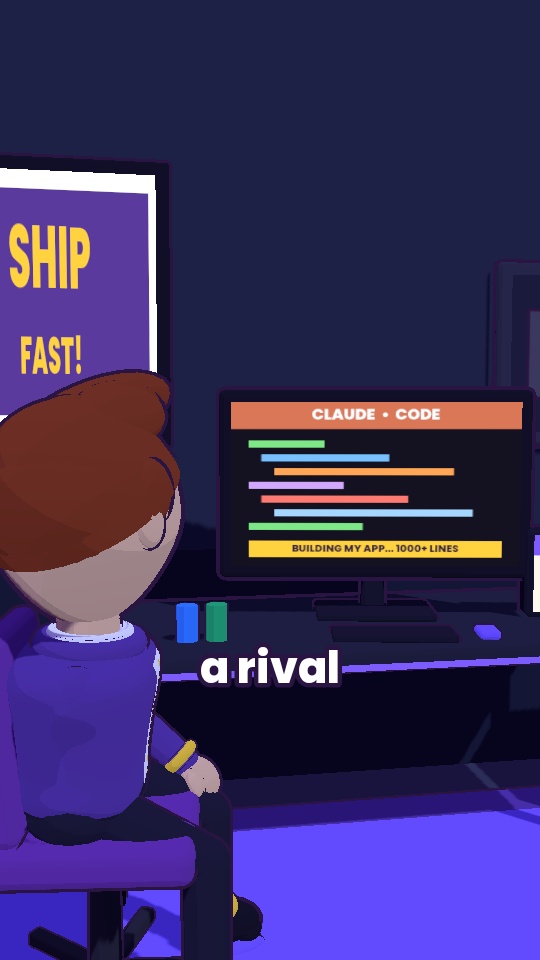 SHIP
FAST!
CLAUDE • CODE
BUILDING MY APP... 1000+ LINES
a rival